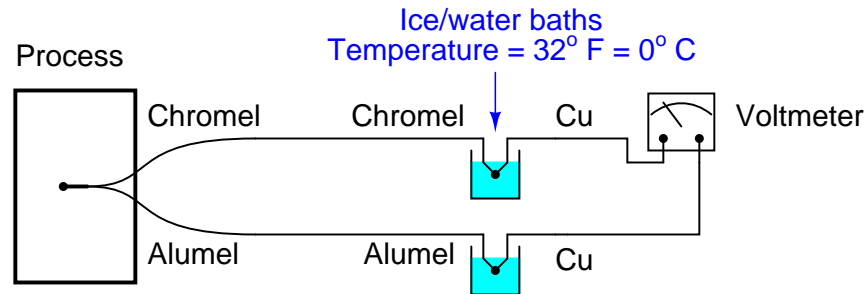 Ice/water baths
Temperature = 32° F = 0° C
Process
Chromel Chromel Cu Voltmeter
Alumel Alumel Cu